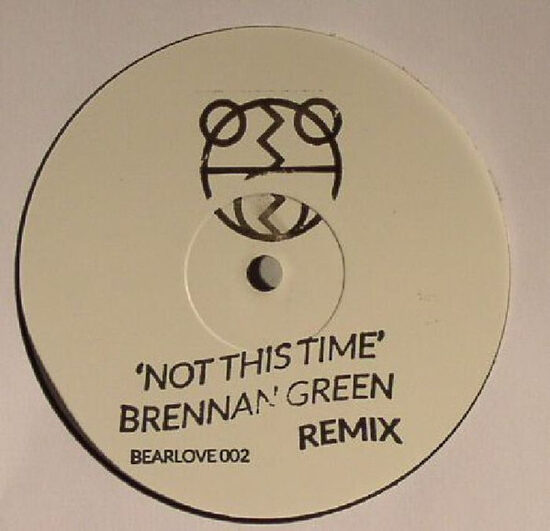 'NOT THIS TIME'
BRENNAN GREEN
REMIX
BEARLOVE 002